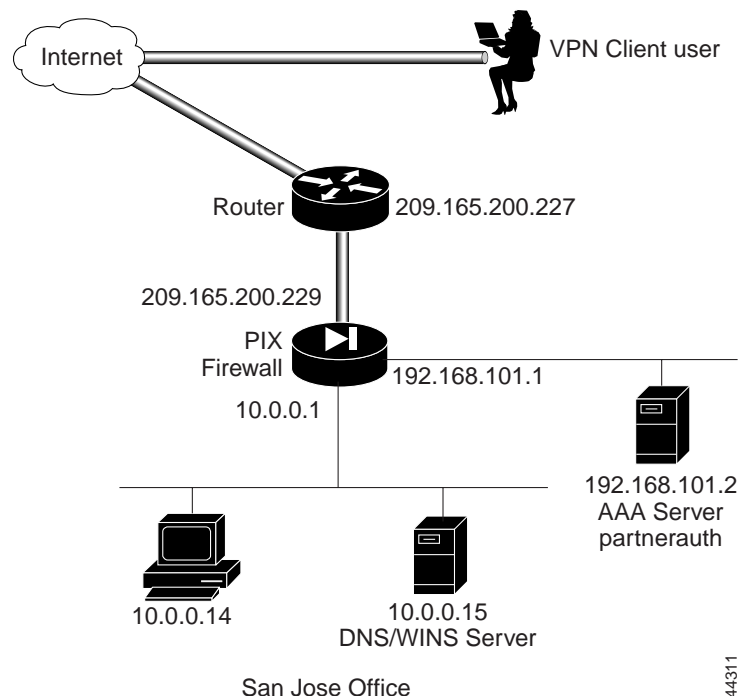 Internet
VPN Client user
Router
209.165.200.227
209.165.200.229
PIX
Firewall
192.168.101.1
10.0.0.1
192.168.101.2
AAA Server
partnerauth
10.0.0.14
10.0.0.15
DNS/WINS Server
San Jose Office
44311